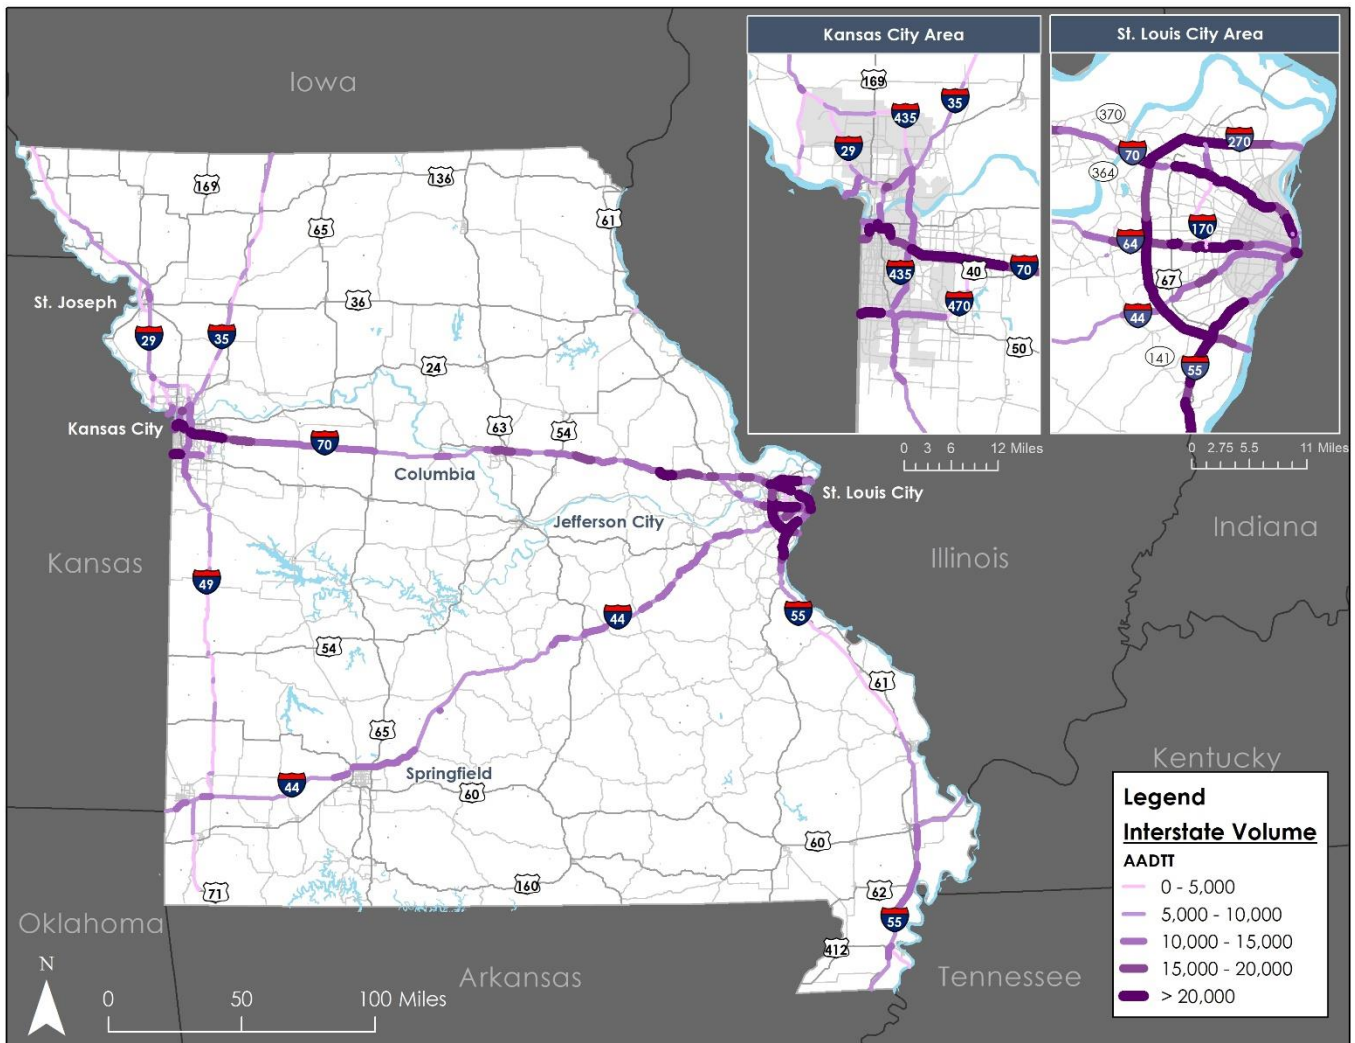 Kansas City Area
St. Louis City Area
Iowa
169
35
435
29
435
40
70
470
50
0 3 6 12 Miles
370
270
70
364
170
64
67
44
141
55
0 2.75 5.5 11 Miles
169
136
65
61
St. Joseph
36
29
35
24
Kansas City
63
54
70
Columbia
St. Louis City
Jefferson City
Indiana
Kansas
Illinois
49
44
55
54
61
65
Kentucky
Springfield
44
60
60
71
160
62
55
Oklahoma
412
Arkansas
Tennessee
N
0 50 100 Miles
Legend
Interstate Volume
AADTT
0 - 5,000
5,000 - 10,000
10,000 - 15,000
15,000 - 20,000
> 20,000